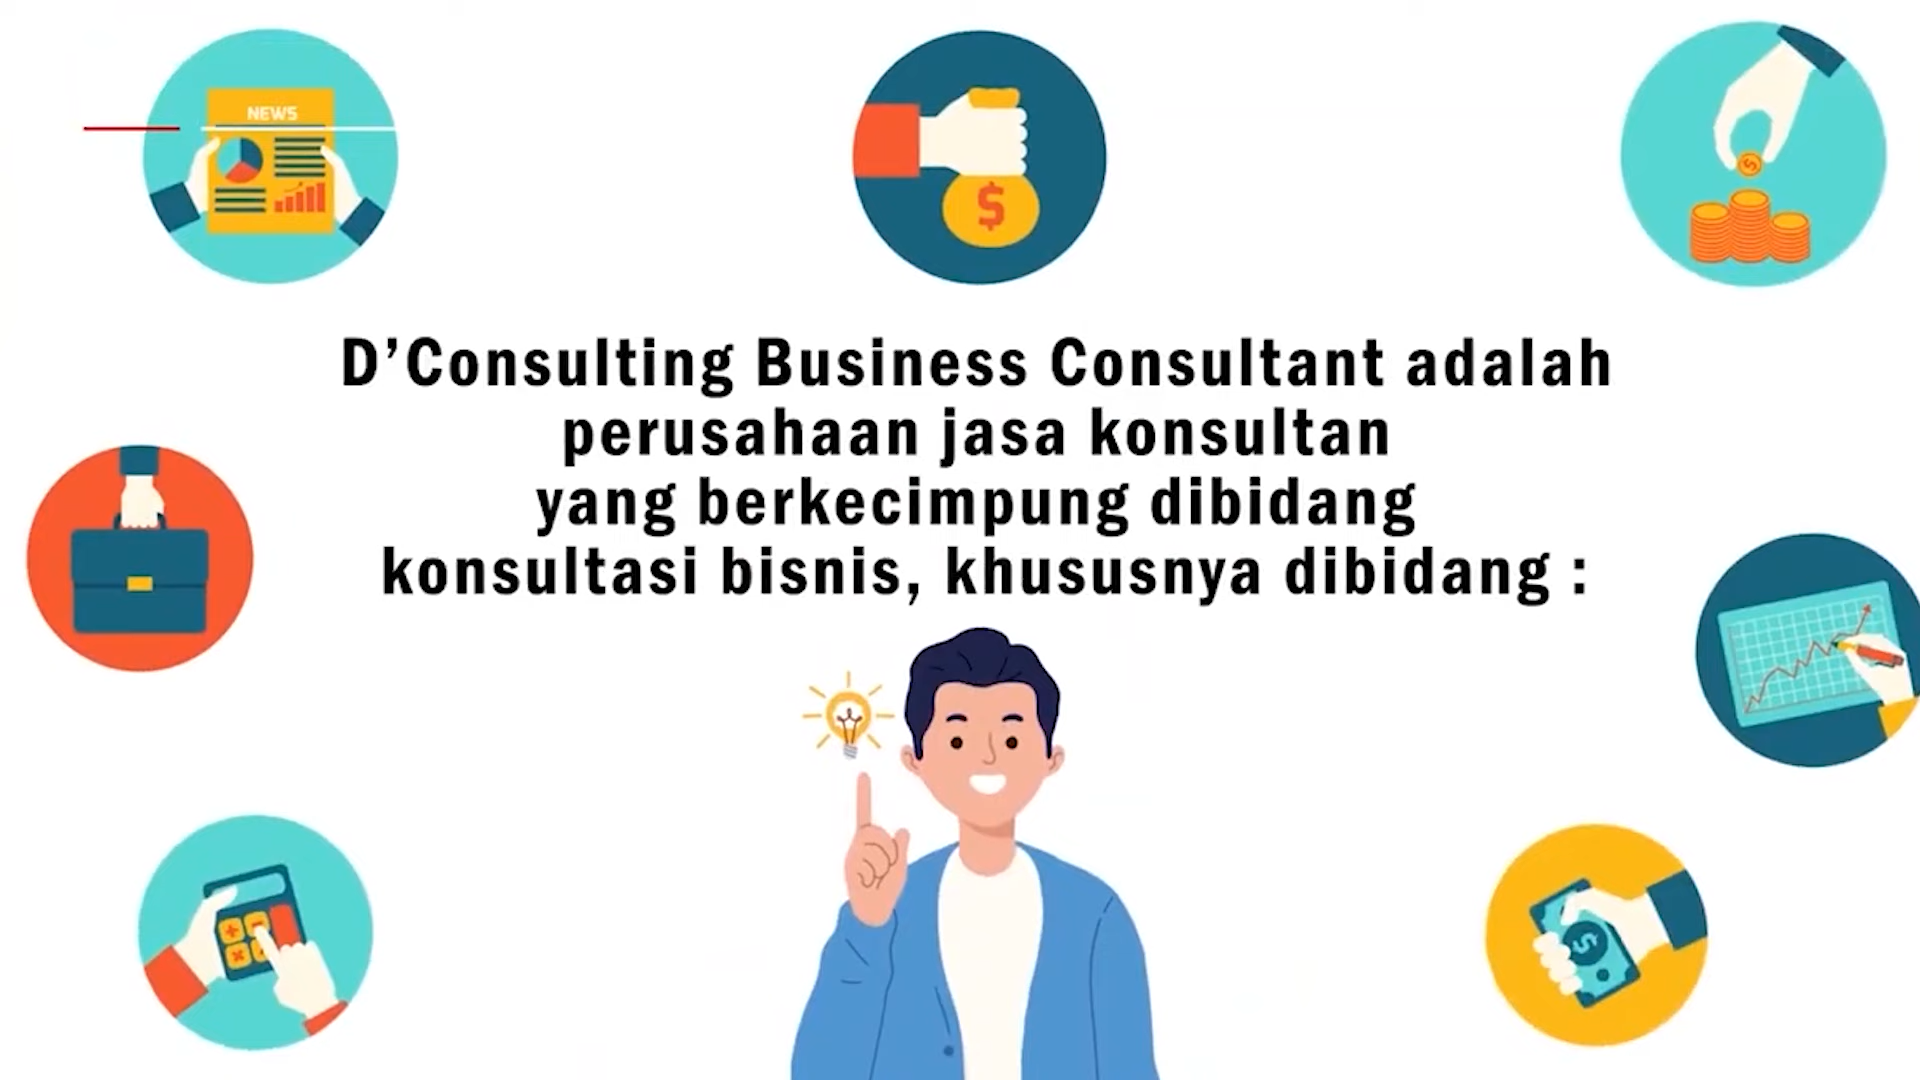 NEWS
$
$
D’Consulting Business Consultant adalah
perusahaan jasa konsultan
yang berkecimpung dibidang
konsultasi bisnis, khususnya dibidang :
$